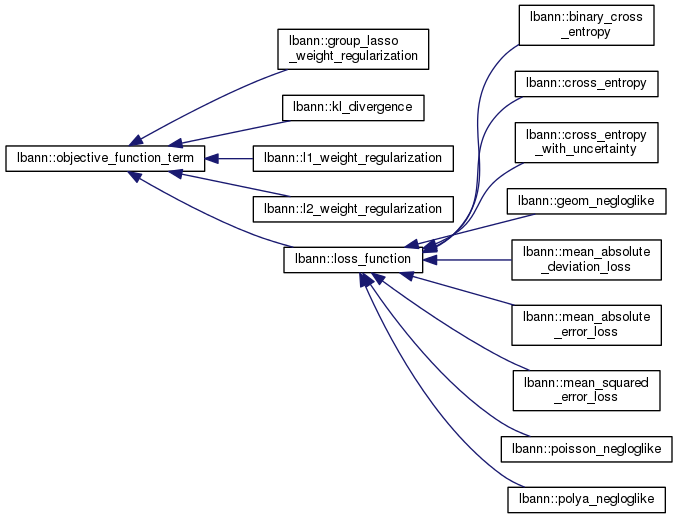 lbann::binary_cross
_entropy
lbann::group_lasso
_weight_regularization
lbann::cross_entropy
lbann::kl_divergence
lbann::cross_entropy
_with_uncertainty
lbann::objective_function_term
lbann::l1_weight_regularization
lbann::l2_weight_regularization
lbann::geom_negloglike
lbann::loss_function
lbann::mean_absolute
_deviation_loss
lbann::mean_absolute
_error_loss
lbann::mean_squared
_error_loss
lbann::poisson_negloglike
lbann::polya_negloglike